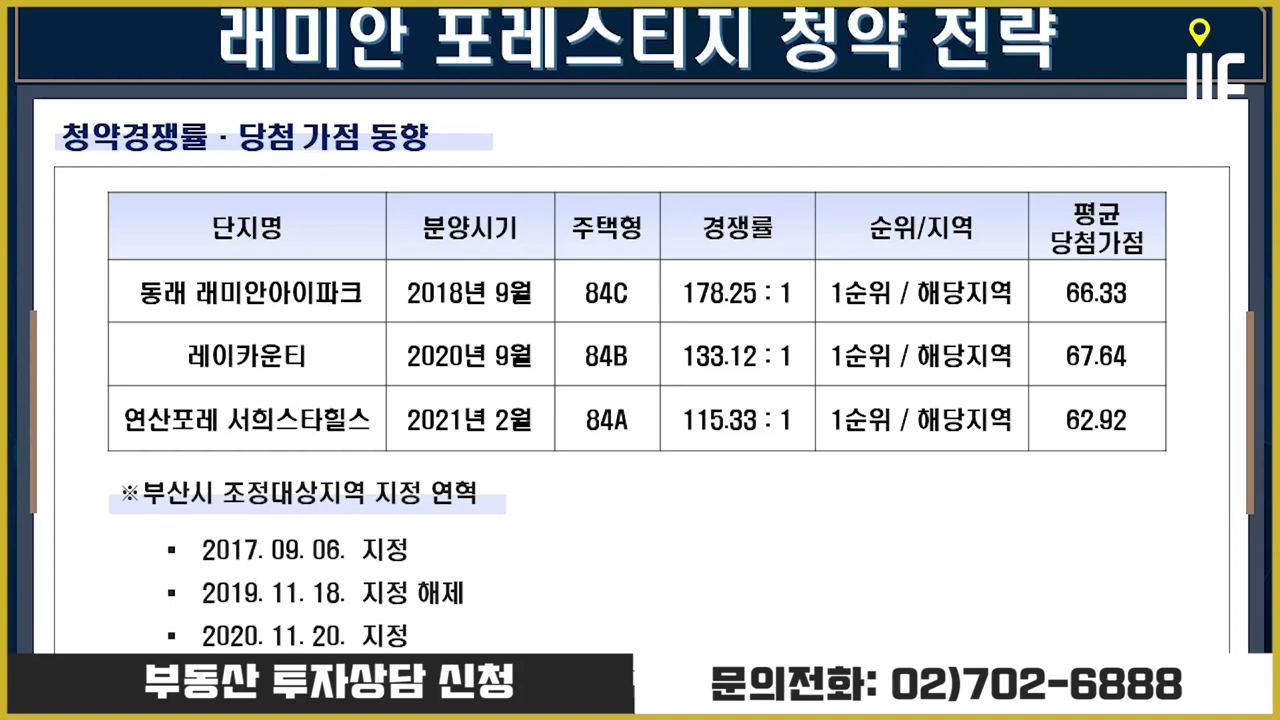 래미안 포레스티지 청약 전략
IIF
청약경쟁률 · 당첨 가점 동향
단지명 분양시기 주택형 경쟁률 순위/지역 평균 당첨가점
동래 래미안아이파크 2018년 9월 84C 178.25 : 1 1순위 / 해당지역 66.33
레이카운티 2020년 9월 84B 133.12 : 1 1순위 / 해당지역 67.64
연산포레 서희스타힐스 2021년 2월 84A 115.33 : 1 1순위 / 해당지역 62.92
※부산시 조정대상지역 지정 연혁
▪ 2017. 09. 06. 지정
▪ 2019. 11. 18. 지정 해제
▪ 2020. 11. 20. 지정
부동산 투자상담 신청
문의전화: 02)702-6888